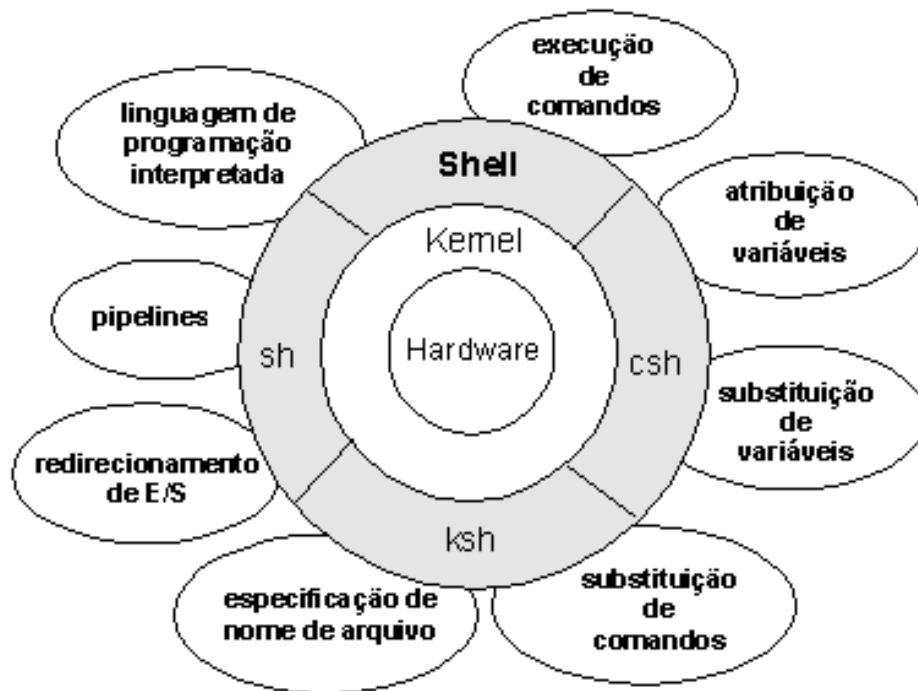 execução
de
comandos
linguagem de
programação
interpretada
Shell
atribuição
de
variáveis
Kernel
pipelines
sh
Hardware
csh
substituição
de
variáveis
redirecionamento
de E/S
ksh
especificação de
nome de arquivo
substituição
de
comandos